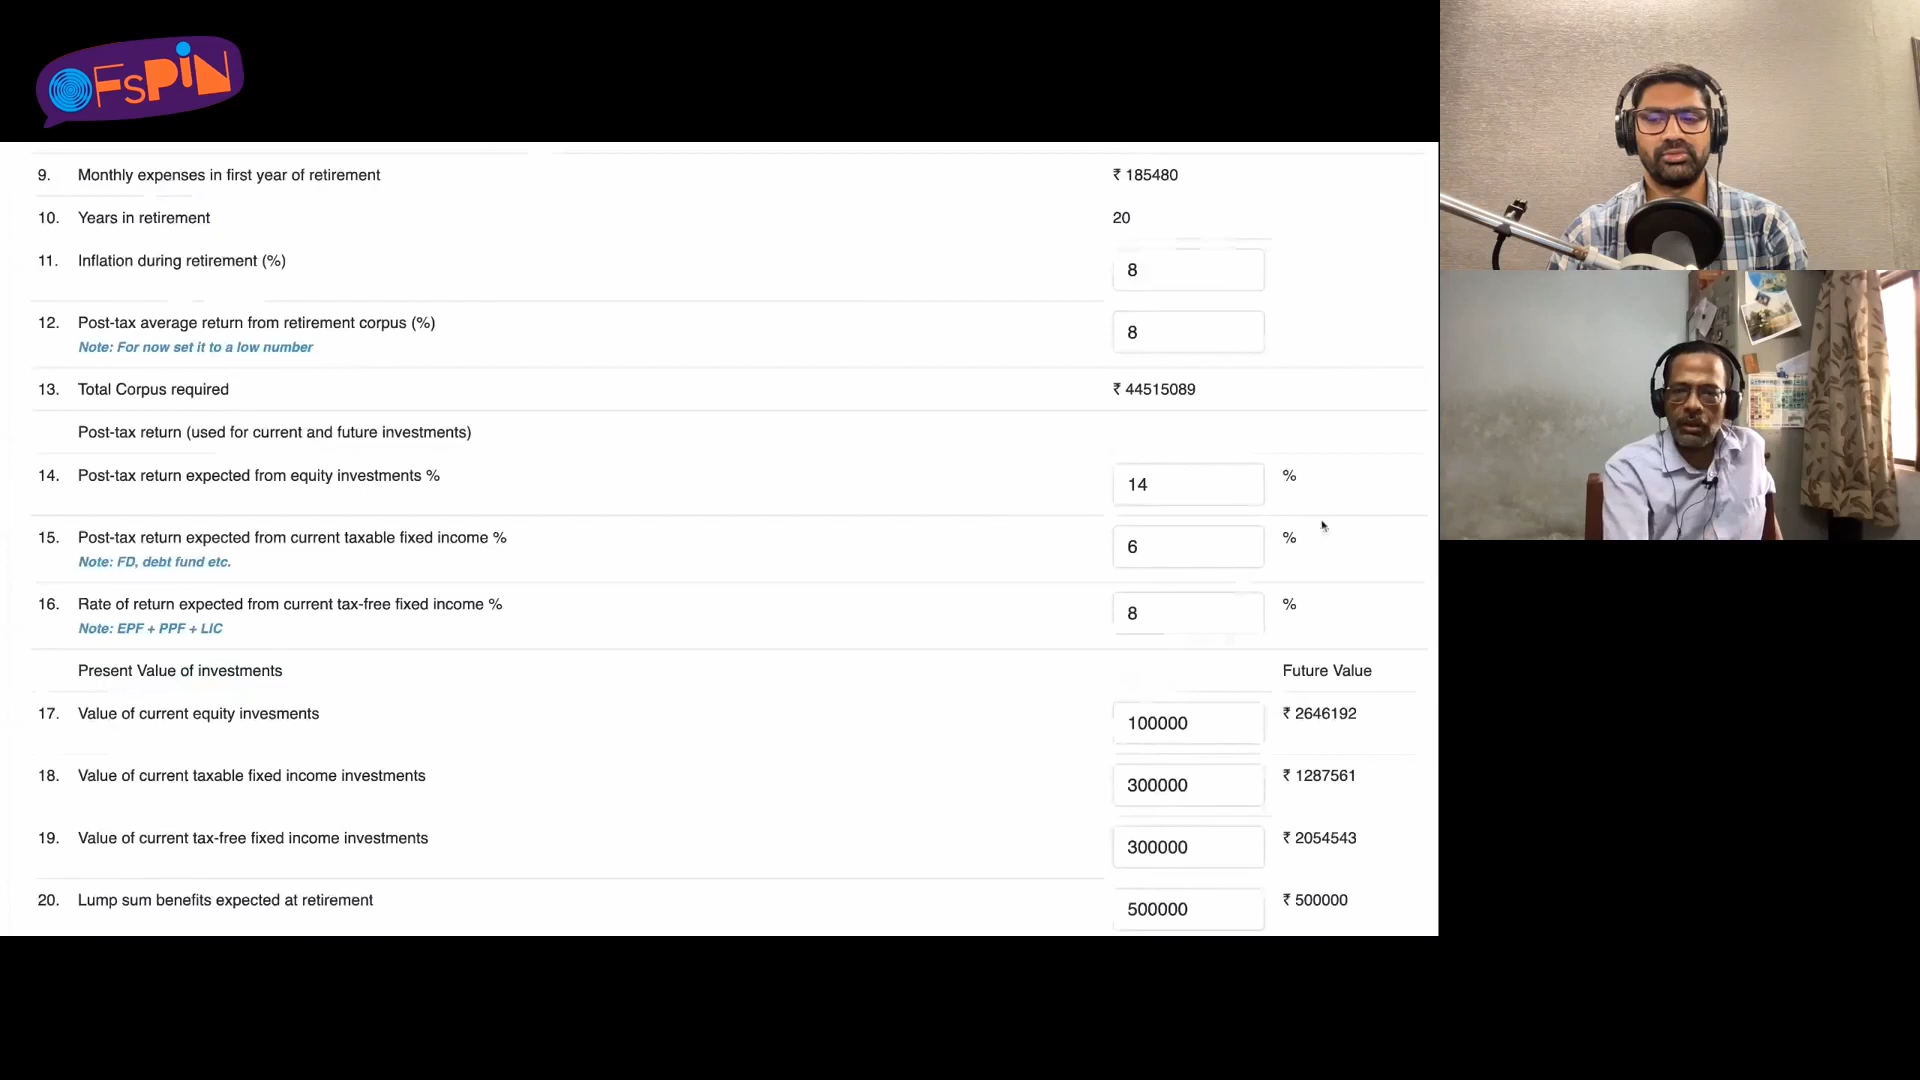 OFSPIN
9. Monthly expenses in first year of retirement ₹ 185480
10. Years in retirement 20
11. Inflation during retirement (%) 8
12. Post-tax average return from retirement corpus (%) 8
Note: For now set it to a low number
13. Total Corpus required ₹ 44515089
Post-tax return (used for current and future investments)
14. Post-tax return expected from equity investments % 14 %
15. Post-tax return expected from current taxable fixed income % 6 %
Note: FD, debt fund etc.
16. Rate of return expected from current tax-free fixed income % 8 %
Note: EPF + PPF + LIC
Present Value of investments Future Value
17. Value of current equity invesments 100000 ₹ 2646192
18. Value of current taxable fixed income investments 300000 ₹ 1287561
19. Value of current tax-free fixed income investments 300000 ₹ 2054543
20. Lump sum benefits expected at retirement 500000 ₹ 500000